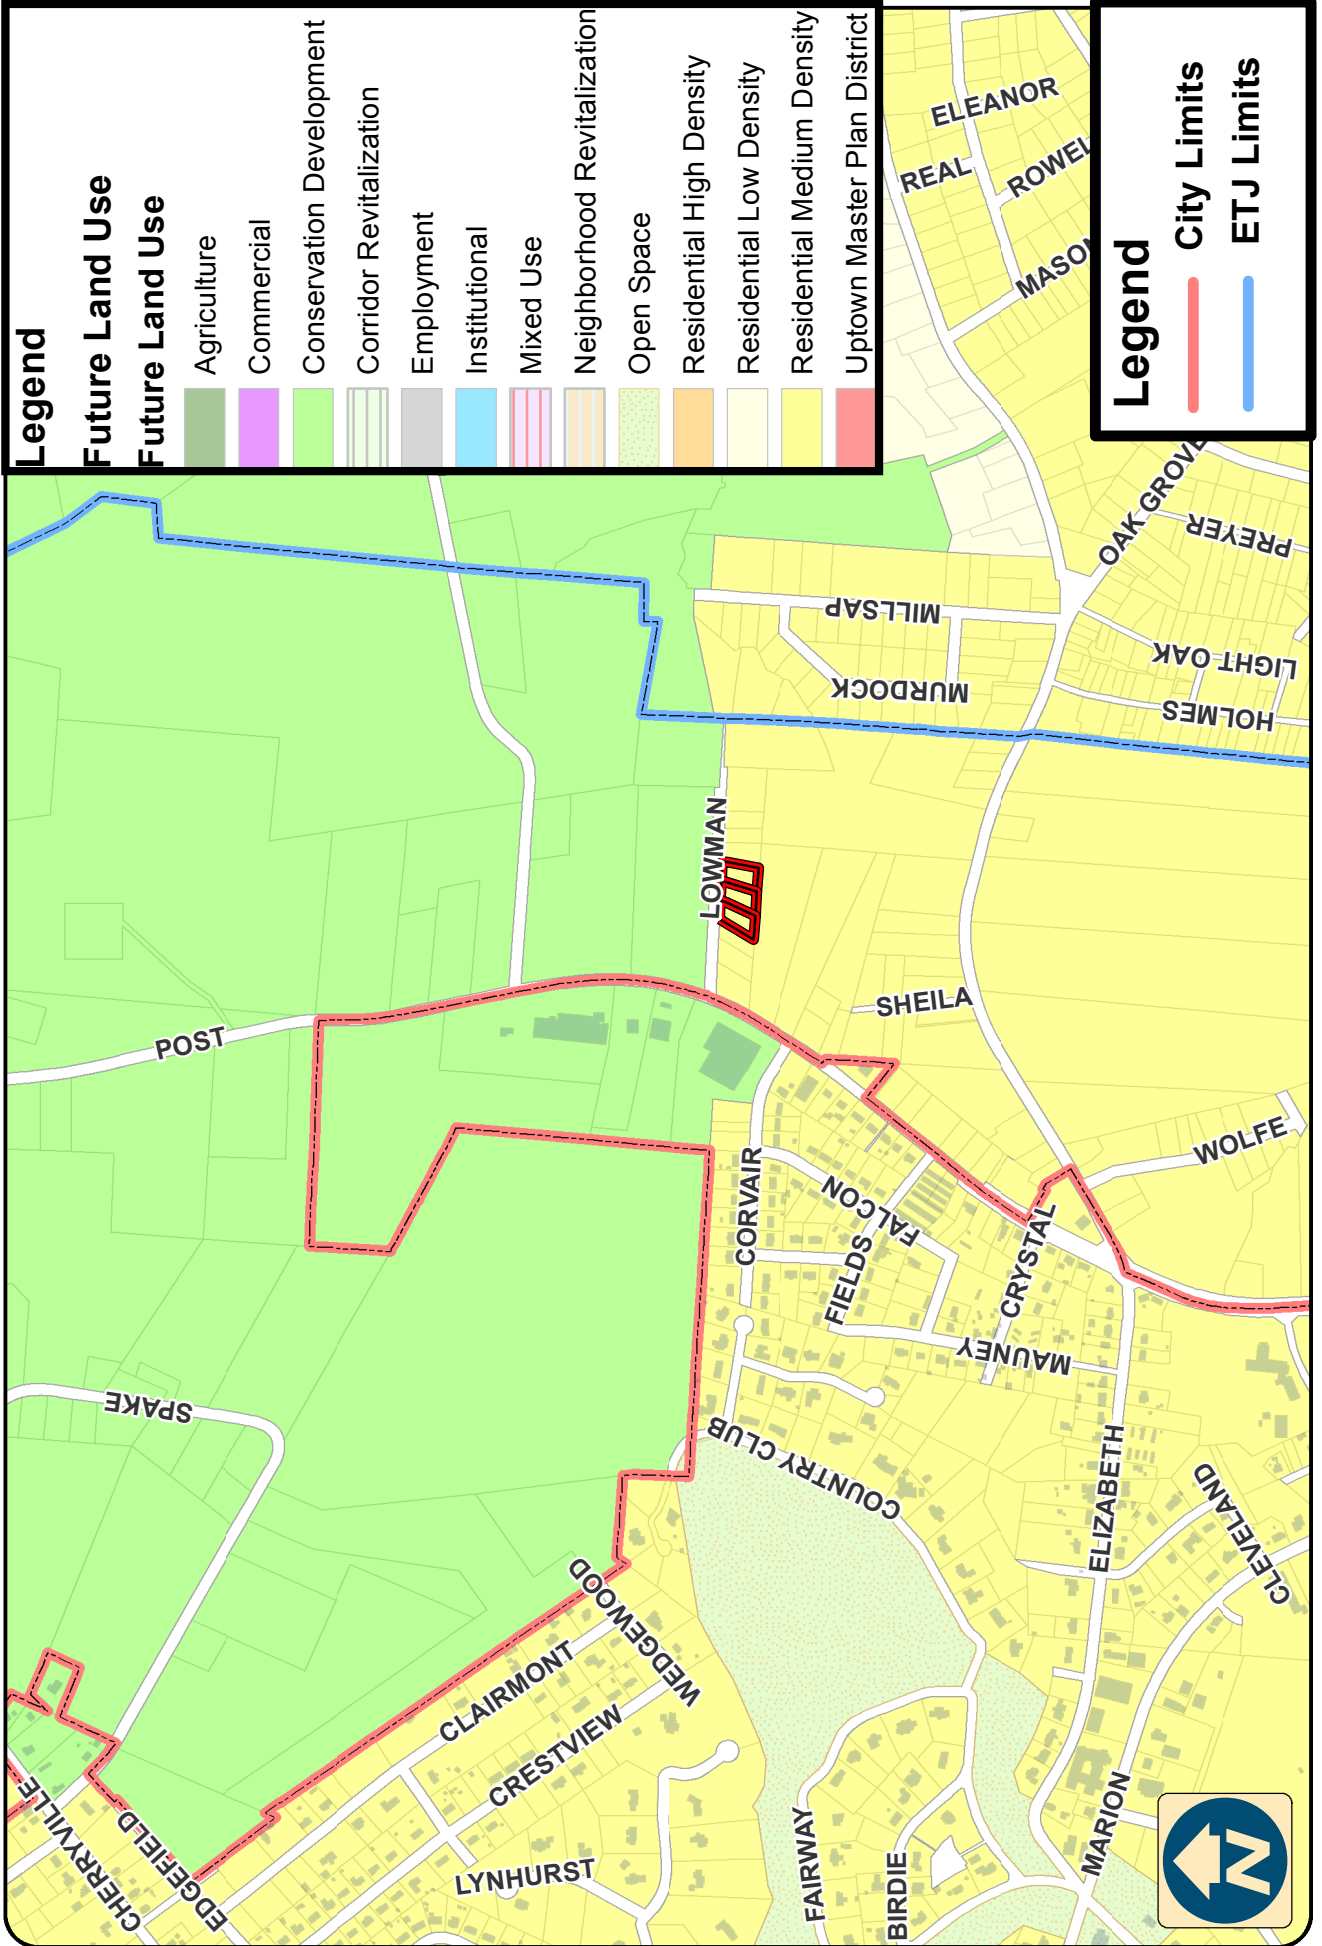 Legend
Future Land Use
Future Land Use
Agriculture
Commercial
Conservation Development
Corridor Revitalization
Employment
Institutional
Mixed Use
Neighborhood Revitalization
Open Space
Residential High Density
Residential Low Density
Residential Medium Density
Uptown Master Plan District
Legend
City Limits
ETJ Limits
ELEANOR
REAL
ROWEL
MASON
OAK GROVE
PREYER
LIGHT OAK
HOLMES
MILLSAP
MURDOCK
LOWMAN
SHEILA
POST
WOLFE
CORVAIR
FALCON
FIELDS
CRYSTAL
MAUNEY
SPAKE
COUNTRY CLUB
ELIZABETH
CLEVELAND
WEDGEWOOD
CLAIRMONT
CRESTVIEW
LYNHURST
FAIRWAY
BIRDIE
MARION
CHERRYVILLE
EDGEFIELD
ED
N